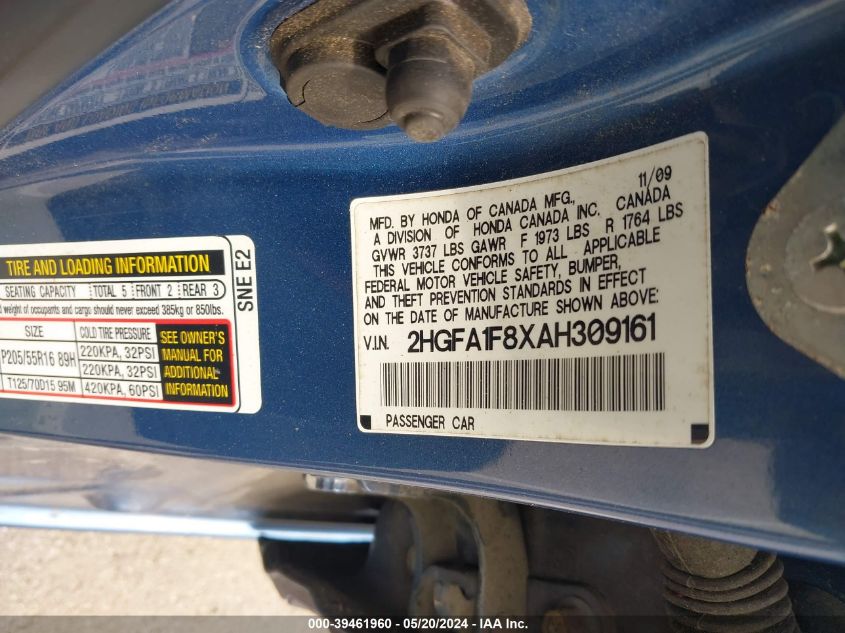 11/09
MFD. BY HONDA OF CANADA MFG.,
A DIVISION OF HONDA CANADA INC. CANADA
GVWR 3737 LBS GAWR F 1973 LBS R 1764 LBS
THIS VEHICLE CONFORMS TO ALL APPLICABLE
FEDERAL MOTOR VEHICLE SAFETY, BUMPER,
AND THEFT PREVENTION STANDARDS IN EFFECT
ON THE DATE OF MANUFACTURE SHOWN ABOVE.
V.I.N. 2HGFA1F8XAH309161
PASSENGER CAR
TIRE AND LOADING INFORMATION
SNE E2
SEATING CAPACITY TOTAL 5 FRONT 2 REAR 3
weight of occupants and cargo should never exceed 385kg or 850lbs.
SIZE COLD TIRE PRESSURE
P205/55R16 89H 220KPA, 32PSI
220KPA, 32PSI
T125/70D15 95M 420KPA, 60PSI
SEE OWNER'S
MANUAL FOR
ADDITIONAL
INFORMATION
000-39461960 - 05/20/2024 - IAAI Inc.